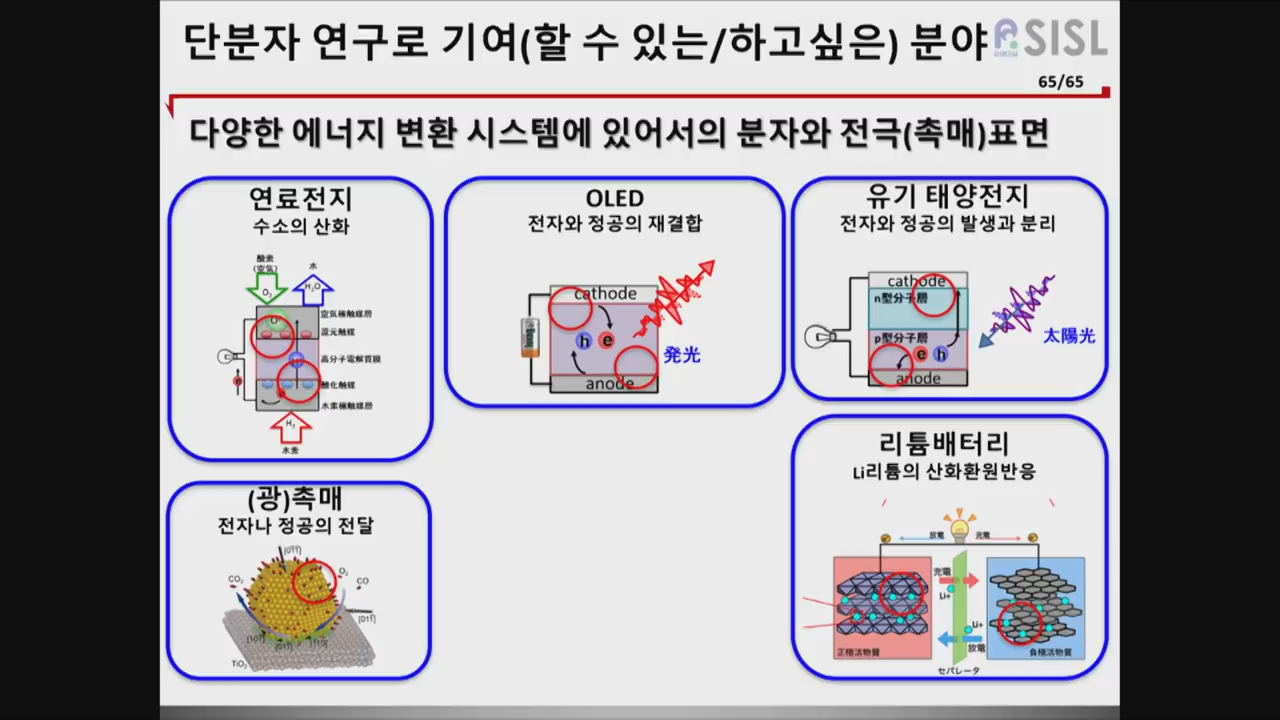 단분자 연구로 기여(할 수 있는/하고싶은) 분야
SISL
65/65
다양한 에너지 변환 시스템에 있어서의 분자와 전극(촉매)표면
연료전지
수소의 산화
酸素
(空気)
水
O₂
H₂O
空気極触媒層
還元触媒
高分子電解質膜
酸化触媒
水素極触媒層
H₂
水素
OLED
전자와 정공의 재결합
cathode
h e
発光
anode
유기 태양전지
전자와 정공의 발생과 분리
cathode
n型分子層
p型分子層
太陽光
e h
anode
(광)촉매
전자나 정공의 전달
CO₂
O₂
CO
TiO₂
리튬배터리
Li리튬의 산화환원반응
放電
充電
充電
Li+
Li+
放電
正極活物質
負極活物質
セパレータ